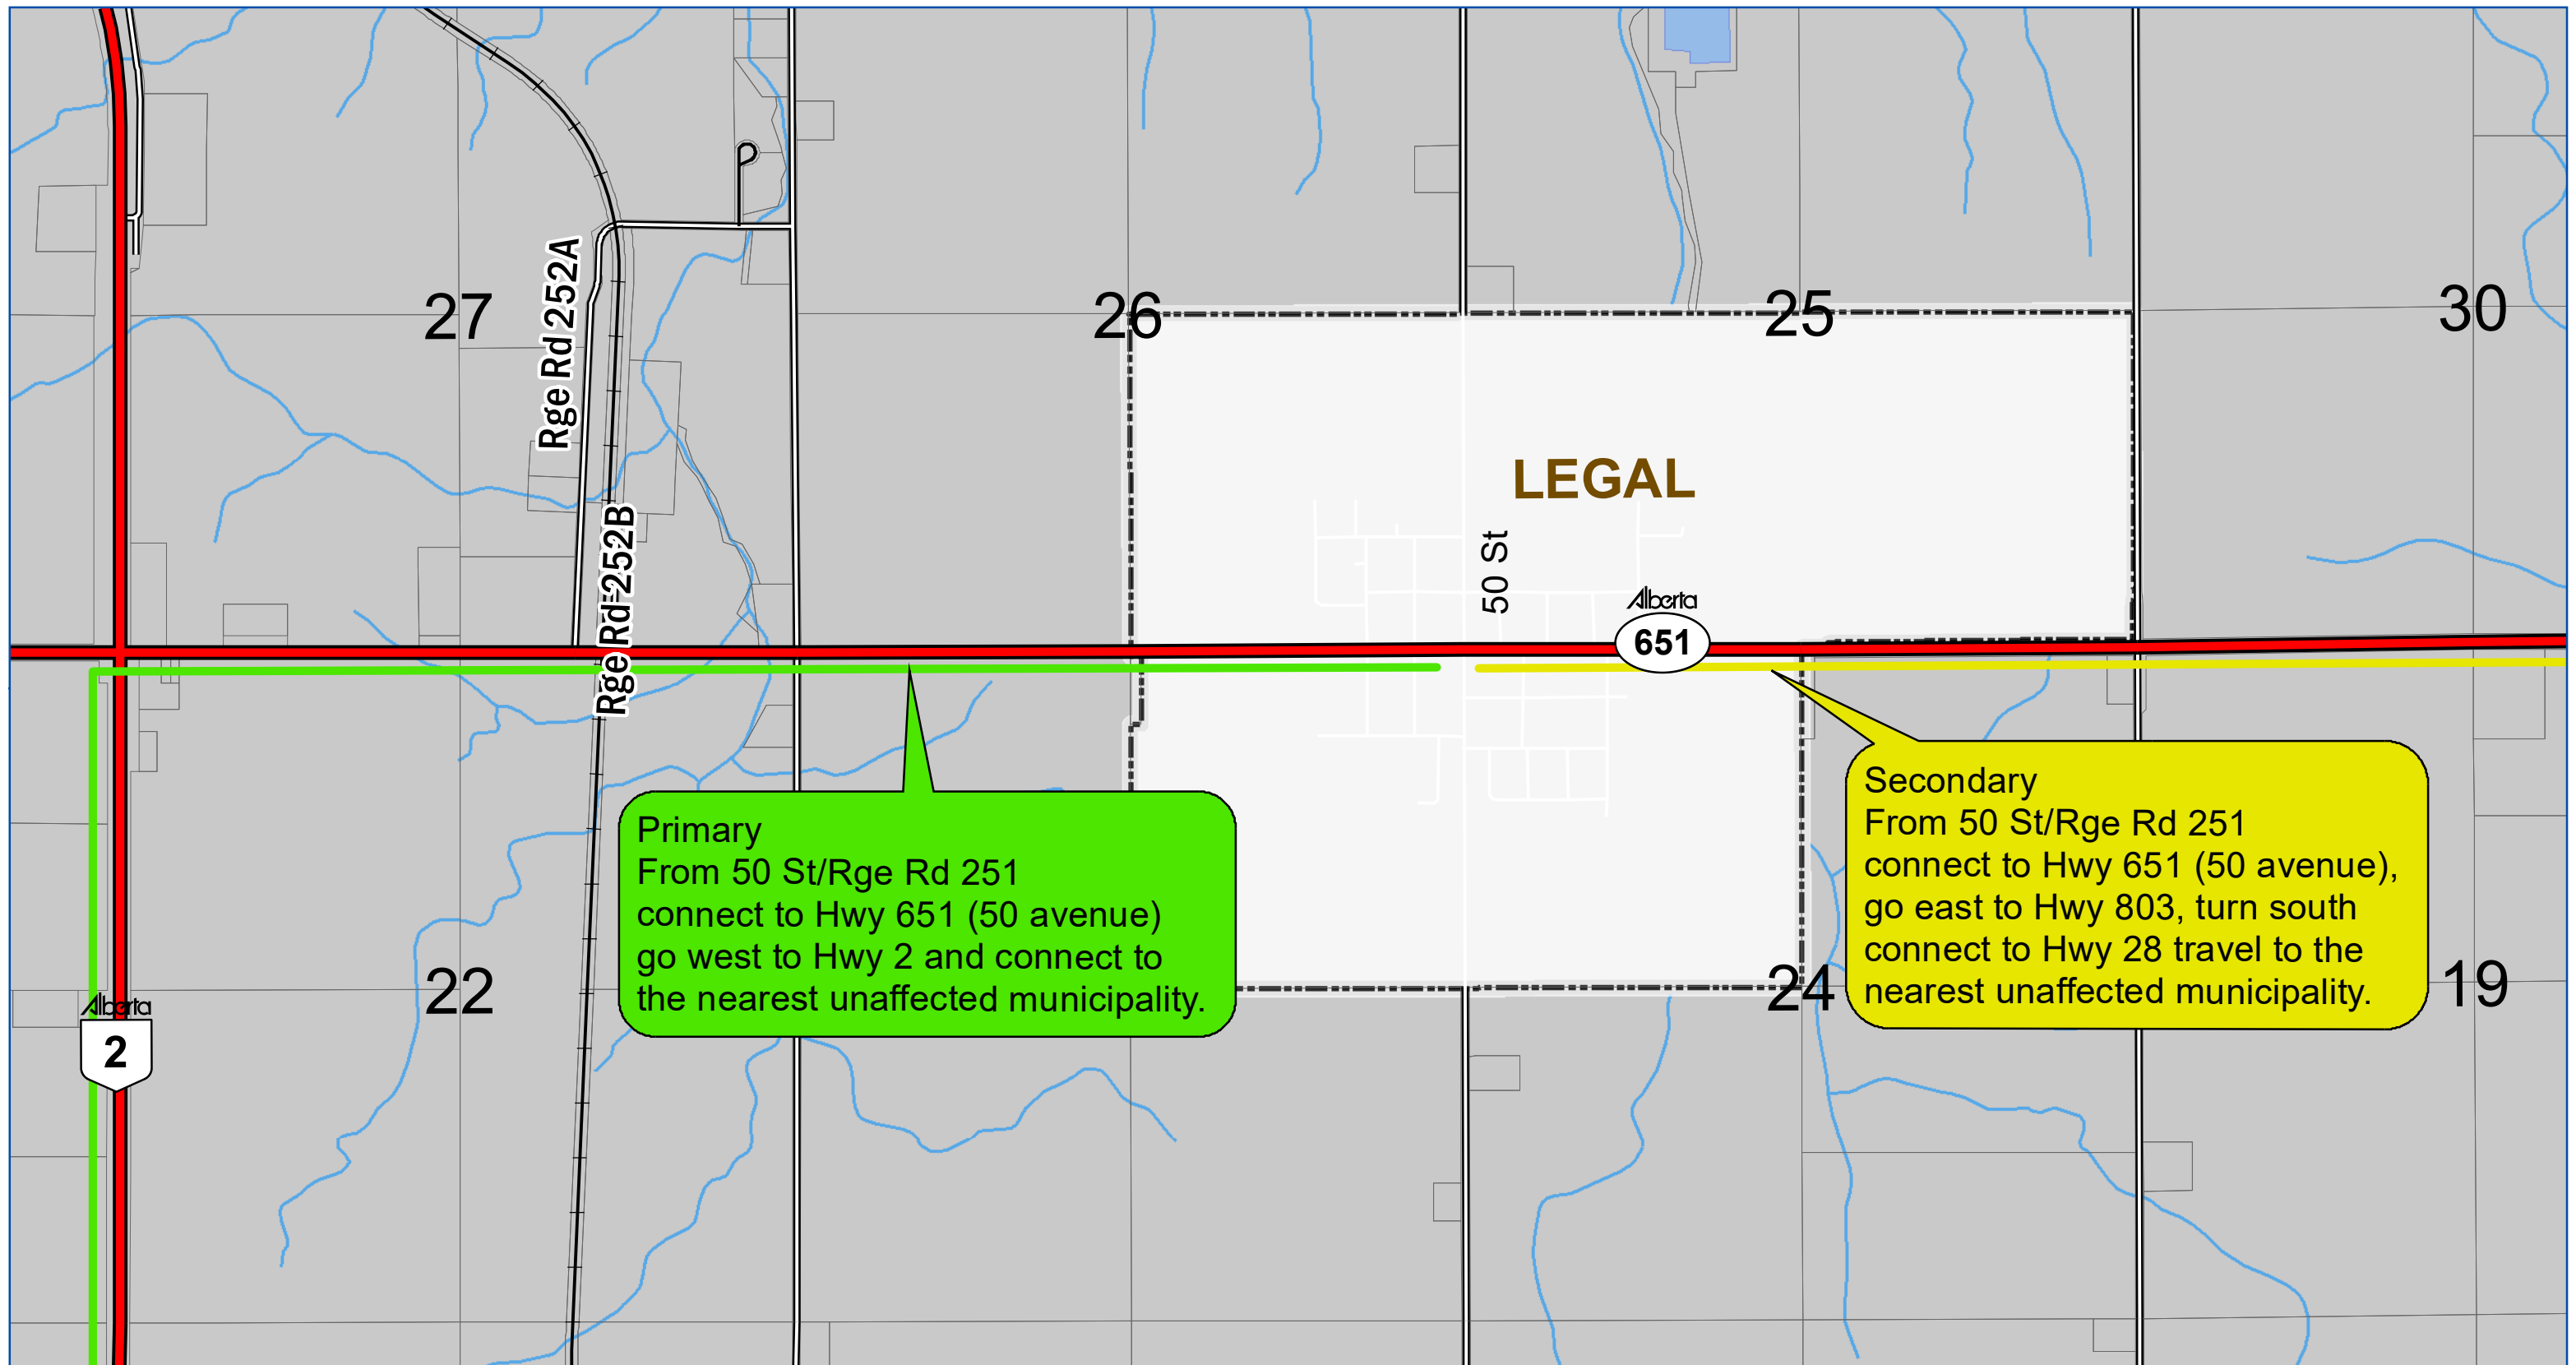 27
Rge Rd 252A
26
25
30
LEGAL
50 St
Rge Rd 252B
Alberta
651
Primary
From 50 St/Rge Rd 251
connect to Hwy 651 (50 avenue)
go west to Hwy 2 and connect to
the nearest unaffected municipality.
Secondary
From 50 St/Rge Rd 251
connect to Hwy 651 (50 avenue),
go east to Hwy 803, turn south
connect to Hwy 28 travel to the
nearest unaffected municipality.
22
24
19
Alberta
2